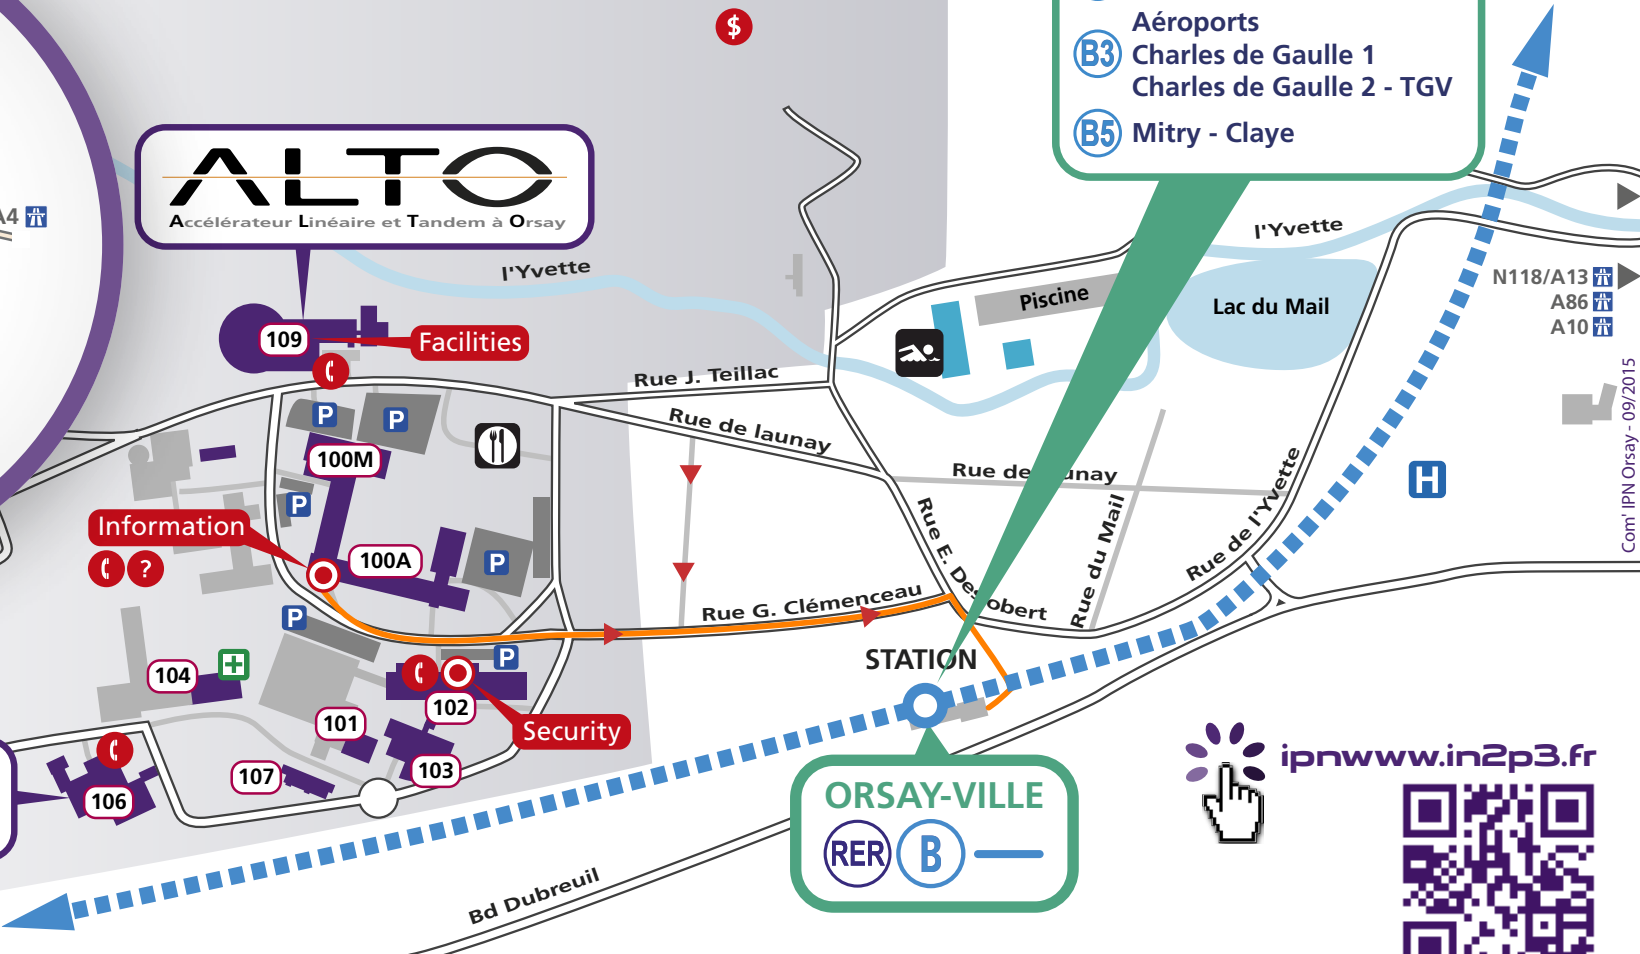 $
Aéroports
B3 Charles de Gaulle 1
Charles de Gaulle 2 - TGV
B5 Mitry - Claye
A4
ALTO
Accélérateur Linéaire et Tandem à Orsay
l'Yvette
l'Yvette
Piscine
Lac du Mail
N118/A13
A86
A10
109
Facilities
Rue J. Teillac
Rue de launay
Rue de unay
P
P
100M
P
H
Information
?
100A
P
Rue E. Desobert
Rue du Mail
Rue de l'Yvette
Com' IPN Orsay - 09/2015
P
Rue G. Clémenceau
STATION
P
104
102
101
Security
103
107
106
ORSAY-VILLE
RER B
Bd Dubreuil
ipnwww.in2p3.fr